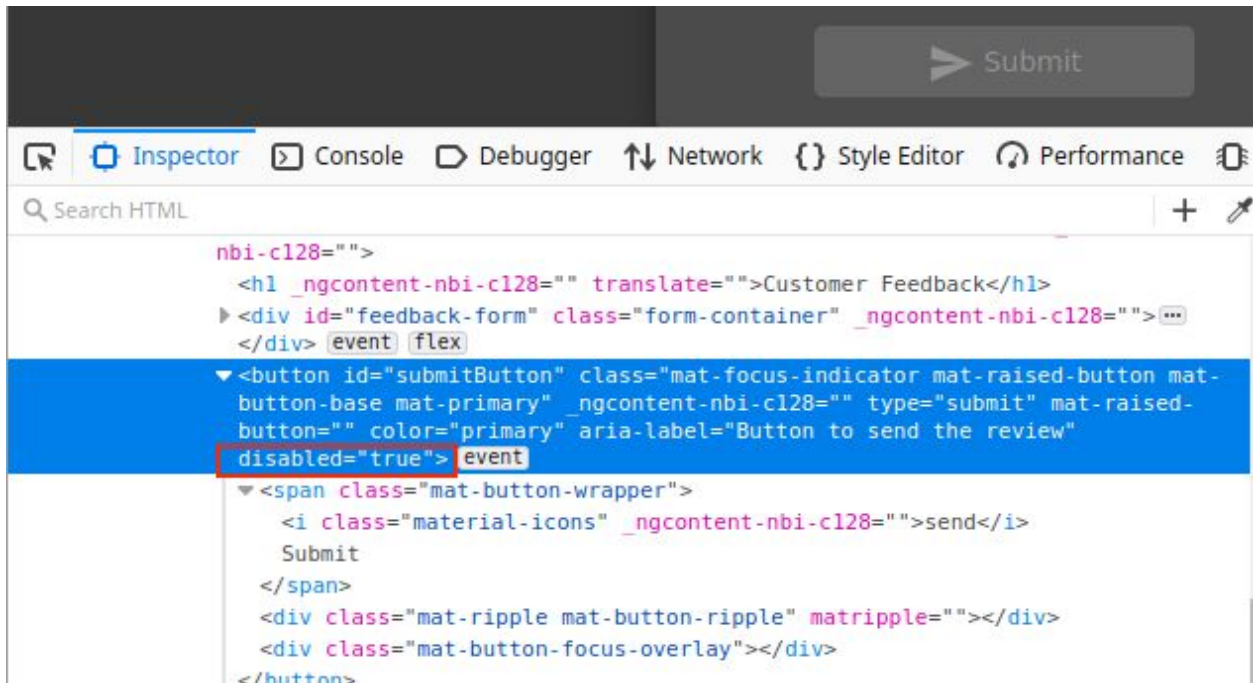 Submit
Inspector Console Debugger Network {} Style Editor Performance
Search HTML +
nbi-c128="">
<h1 _ngcontent-nbi-c128="" translate="">Customer Feedback</h1>
<div id="feedback-form" class="form-container" _ngcontent-nbi-c128="">
</div> event flex
<button id="submitButton" class="mat-focus-indicator mat-raised-button mat-
button-base mat-primary" _ngcontent-nbi-c128="" type="submit" mat-raised-
button="" color="primary" aria-label="Button to send the review"
disabled="true"> event
<span class="mat-button-wrapper">
<i class="material-icons" _ngcontent-nbi-c128="">send</i>
Submit
</span>
<div class="mat-ripple mat-button-ripple" matripple=""></div>
<div class="mat-button-focus-overlay"></div>
</button>